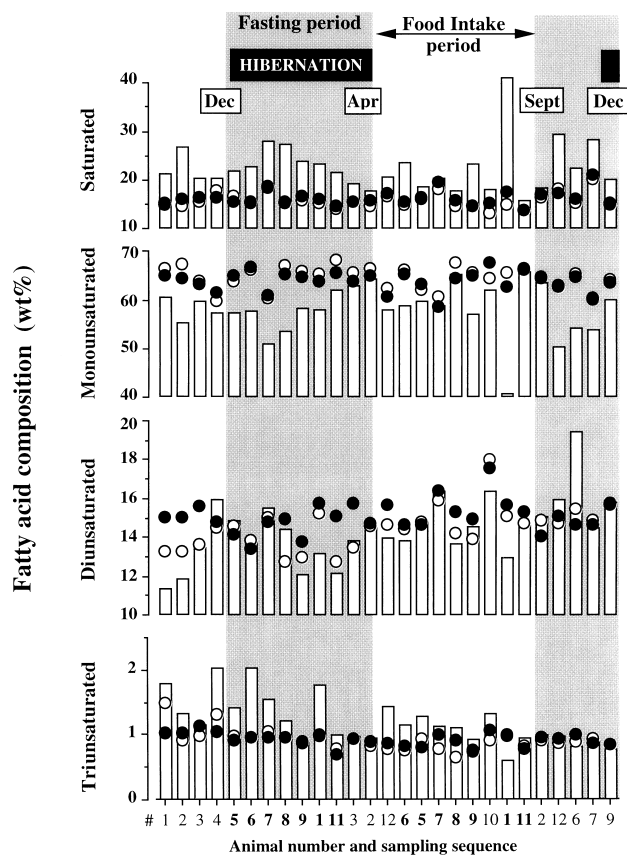 Fasting period
Food Intake
period
HIBERNATION
Dec
Apr
Sept
Dec
Fatty acid composition (wt%)
Saturated
40
30
20
10
Monounsaturated
70
60
50
40
Diunsaturated
20
18
16
14
12
10
Triunsaturated
2
1
0
# 1 2 3 4 5 6 7 8 9 1 11 3 2 12 6 5 7 8 9 10 1 11 2 12 6 7 9
Animal number and sampling sequence